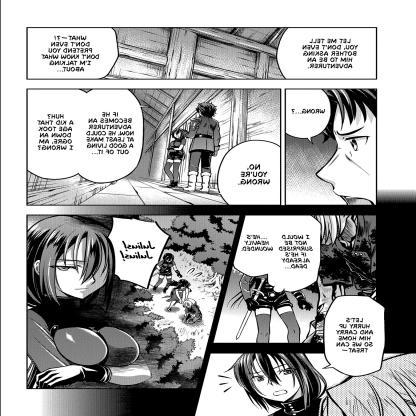 LET ME TELL
YOU, DON'T EVEN
BOTHER ASKING
HIM TO BE AN
ADVENTURER.
WHAT~?!
DON'T EVEN
PRETEND YOU
DON'T KNOW WHAT
I'M TALKING
ABOUT...
WRONG...?
IF HE
BECOMES AN
ADVENTURER
NOW, HE COULD
AT LEAST MAKE
A GOOD LIVING
OUT OF IT...
HUH?!
A KID THAT
AGE TOOK
DOWN AN
OGRE, AM
I WRONG?
NO,
YOU'RE
WRONG.
I WOULD
NOT BE
SURPRISED
IF HE'S
ALREADY
DEAD...
...HE'S
HEAVILY
WOUNDED.
Julius!
Julius!
LET'S
HURRY UP
AND CARRY
HIM HOME
SO WE CAN
TREAT~